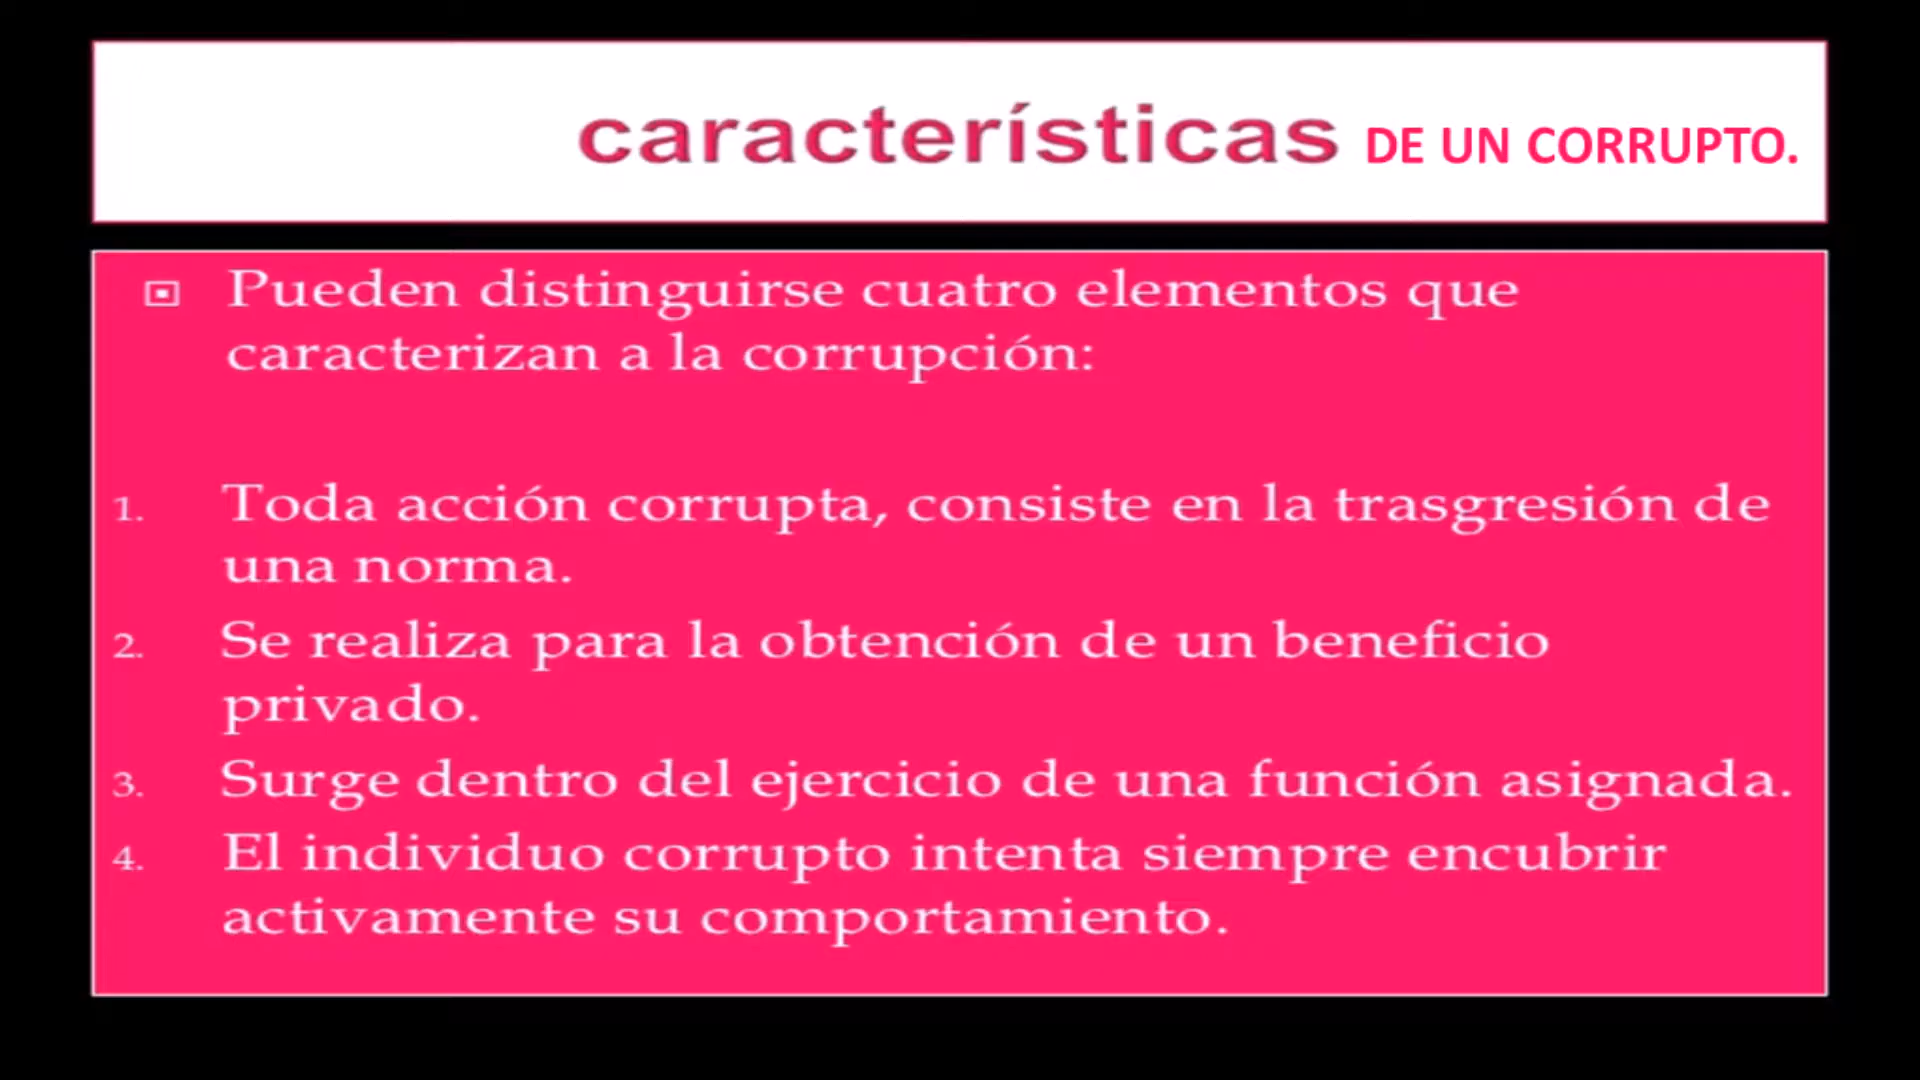 características DE UN CORRUPTO.
Pueden distinguirse cuatro elementos que
caracterizan a la corrupción:
1. Toda acción corrupta, consiste en la trasgresión de
una norma.
2. Se realiza para la obtención de un beneficio
privado.
3. Surge dentro del ejercicio de una función asignada.
4. El individuo corrupto intenta siempre encubrir
activamente su comportamiento.